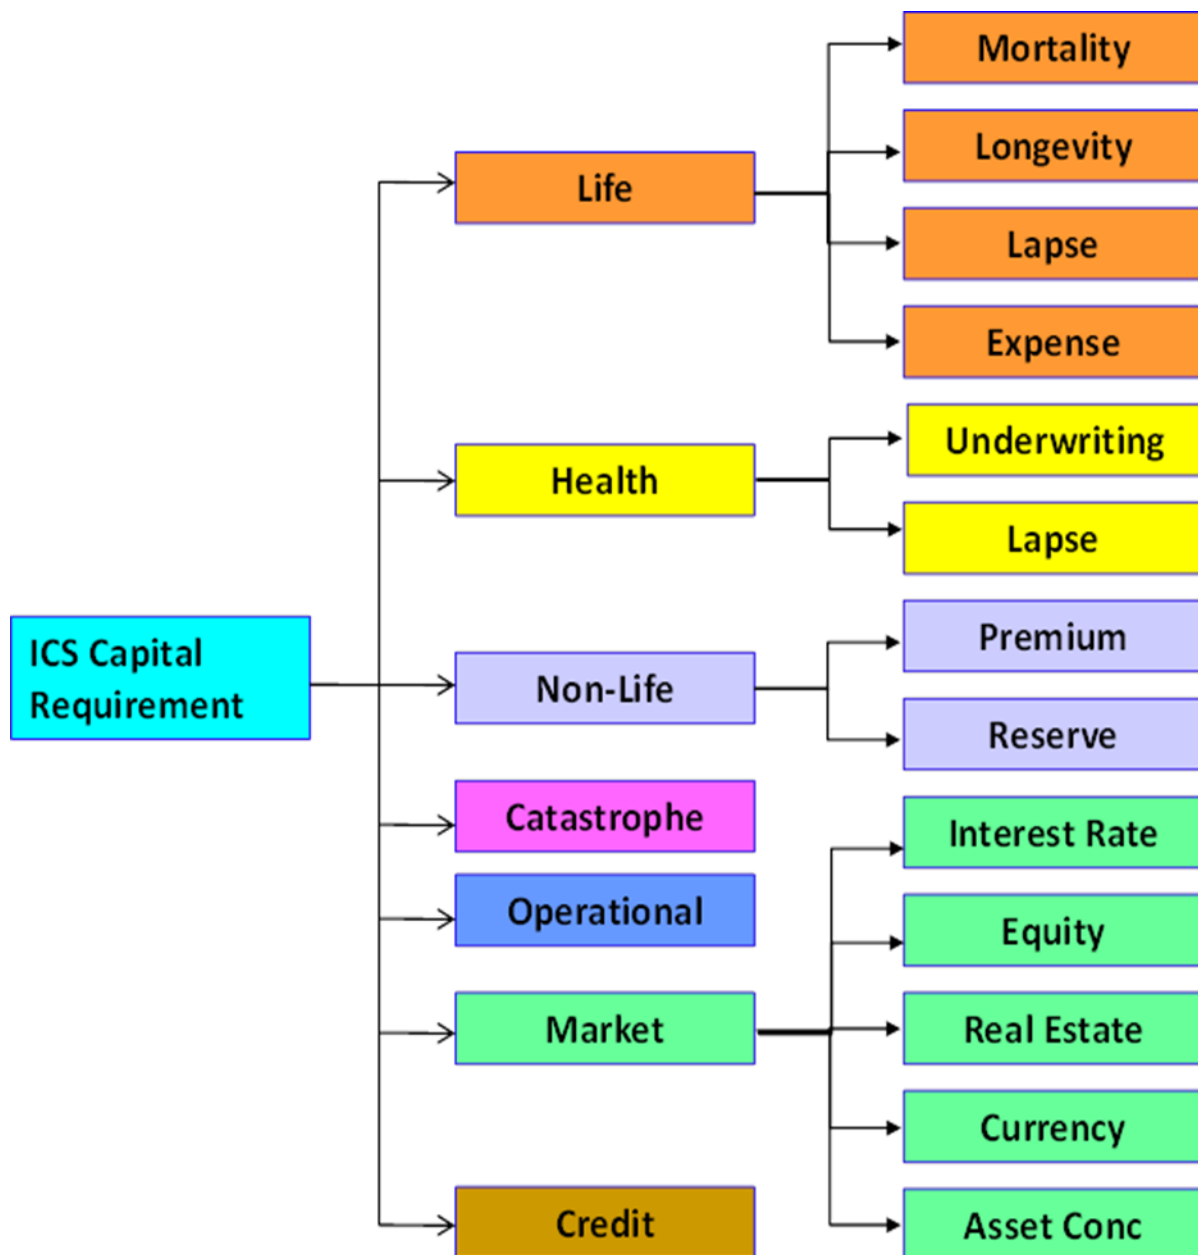 ICS Capital
Requirement
Life
Mortality
Longevity
Lapse
Expense
Health
Underwriting
Lapse
Non-Life
Premium
Reserve
Catastrophe
Operational
Market
Interest Rate
Equity
Real Estate
Currency
Asset Conc
Credit